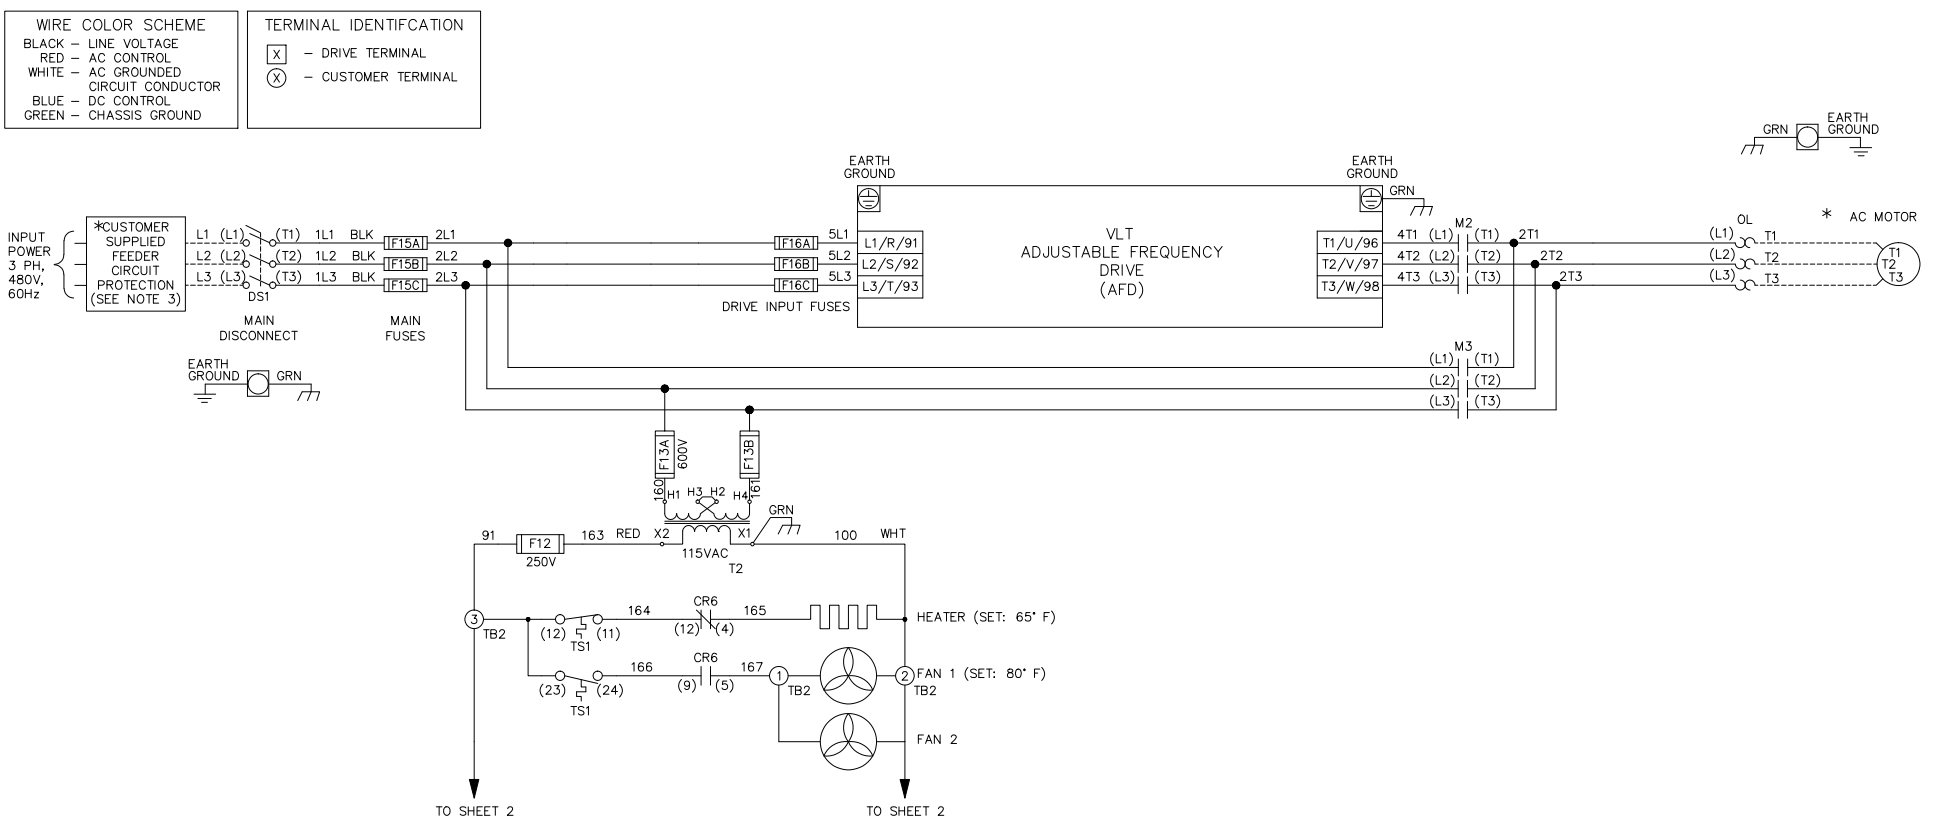 WIRE COLOR SCHEME
BLACK – LINE VOLTAGE
RED – AC CONTROL
WHITE – AC GROUNDED
CIRCUIT CONDUCTOR
BLUE – DC CONTROL
GREEN – CHASSIS GROUND
TERMINAL IDENTIFCATION
X – DRIVE TERMINAL
X – CUSTOMER TERMINAL
GRN
EARTH
GROUND
INPUT
POWER
3 PH,
480V,
60Hz
*CUSTOMER
SUPPLIED
FEEDER
CIRCUIT
PROTECTION
(SEE NOTE 3)
L1 (L1) (T1) 1L1 BLK F15A 2L1
L2 (L2) (T2) 1L2 BLK F15B 2L2
L3 (L3) (T3) 1L3 BLK F15C 2L3
DS1
MAIN
DISCONNECT
MAIN
FUSES
F16A 5L1
F16B 5L2
F16C 5L3
DRIVE INPUT FUSES
EARTH
GROUND
L1/R/91
L2/S/92
L3/T/93
VLT
ADJUSTABLE FREQUENCY
DRIVE
(AFD)
EARTH
GROUND
GRN
T1/U/96
T2/V/97
T3/W/98
M2
4T1 (L1) (T1) 2T1
4T2 (L2) (T2) 2T2
4T3 (L3) (T3) 2T3
OL
(L1) T1
(L2) T2
(L3) T3
* AC MOTOR
T1
T2
T3
M3
(L1) (T1)
(L2) (T2)
(L3) (T3)
EARTH
GROUND
GRN
F13A
600V
F13B
160
161
H1 H3 H2 H4
GRN
91 F12 163 RED X2 X1 100 WHT
250V
115VAC
T2
3
TB2
164 CR6 165
(12) (11) (12) (4)
TS1
HEATER (SET: 65° F)
166 CR6 167
(23) (24) (9) (5)
TS1
1
TB2
2
TB2
FAN 1 (SET: 80° F)
FAN 2
TO SHEET 2
TO SHEET 2